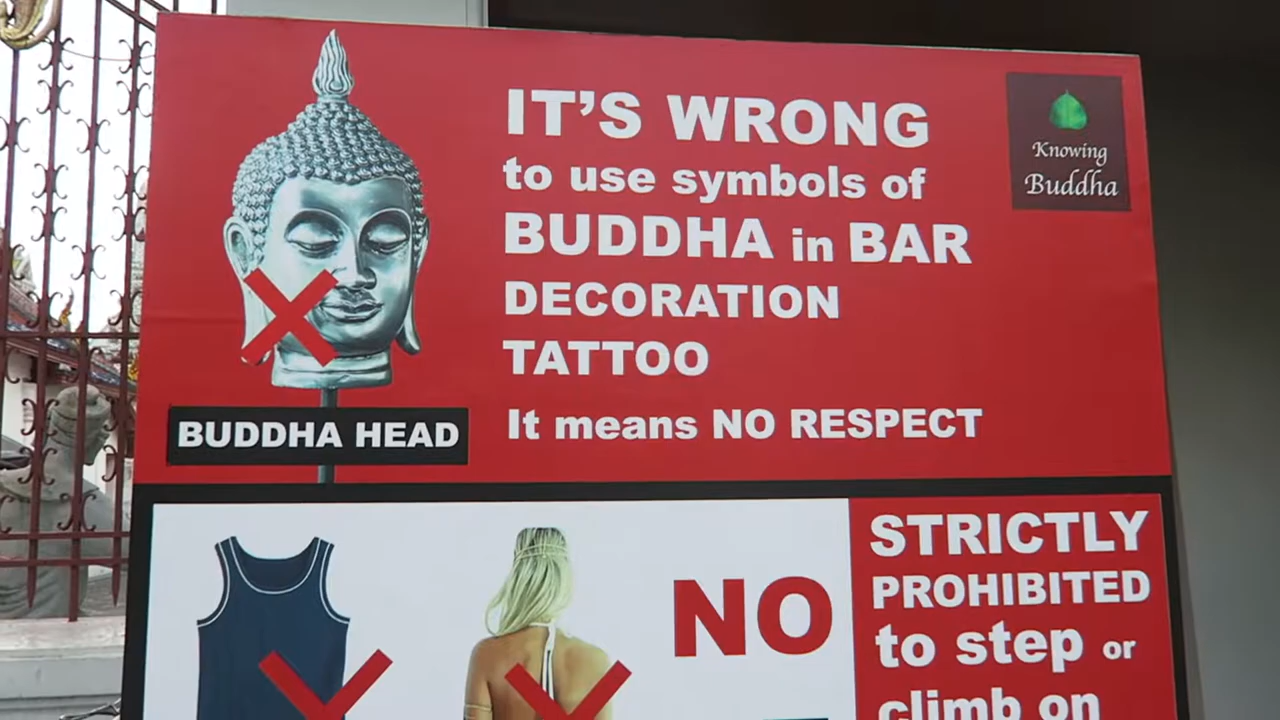 IT'S WRONG
to use symbols of
BUDDHA in BAR
DECORATION
TATTOO
It means NO RESPECT
Knowing
Buddha
BUDDHA HEAD
NO
STRICTLY
PROHIBITED
to step or
climb on